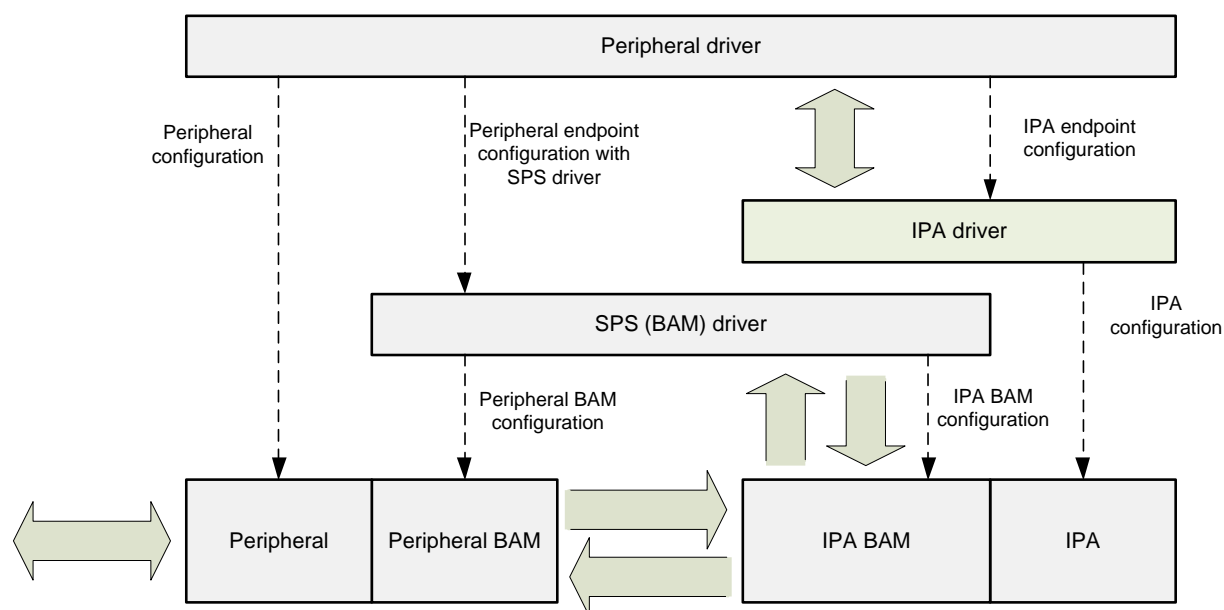 Peripheral driver
Peripheral
configuration
Peripheral endpoint
configuration with
SPS driver
IPA endpoint
configuration
IPA driver
SPS (BAM) driver
IPA
configuration
Peripheral BAM
configuration
IPA BAM
configuration
Peripheral
Peripheral BAM
IPA BAM
IPA